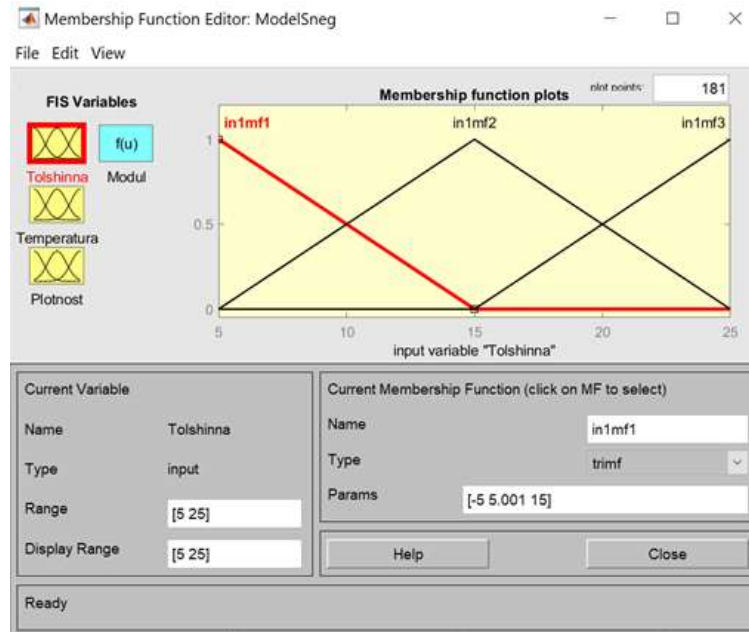 Membership Function Editor: ModelSneg
File Edit View
FIS Variables
f(u)
Tolshinna Modul
Temperatura
Plotnost
Membership function plots
plot points: 181
in1mf1 in1mf2 in1mf3
1
0.5
0
5 10 15 20 25
input variable "Tolshinna"
Current Variable
Name Tolshinna
Type input
Range [5 25]
Display Range [5 25]
Current Membership Function (click on MF to select)
Name in1mf1
Type trimf
Params [-5 5.001 15]
Help Close
Ready